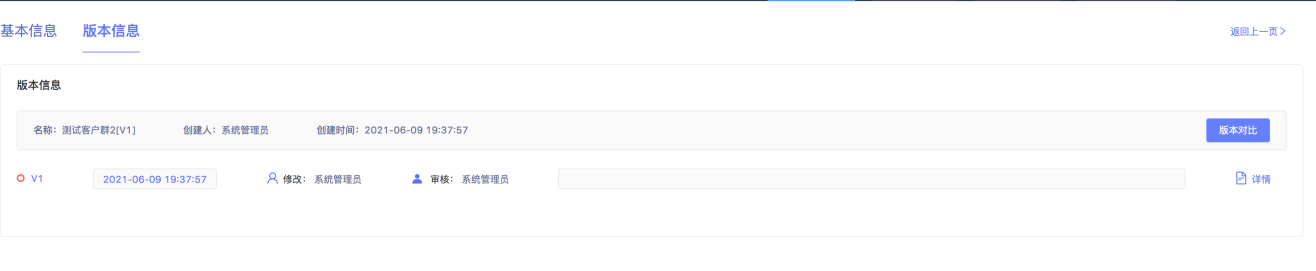 基本信息 版本信息 返回上一页>
版本信息
名称：测试客户群2[V1] 创建人：系统管理员 创建时间：2021-06-09 19:37:57 版本对比
V1 2021-06-09 19:37:57 修改：系统管理员 审核：系统管理员 详情